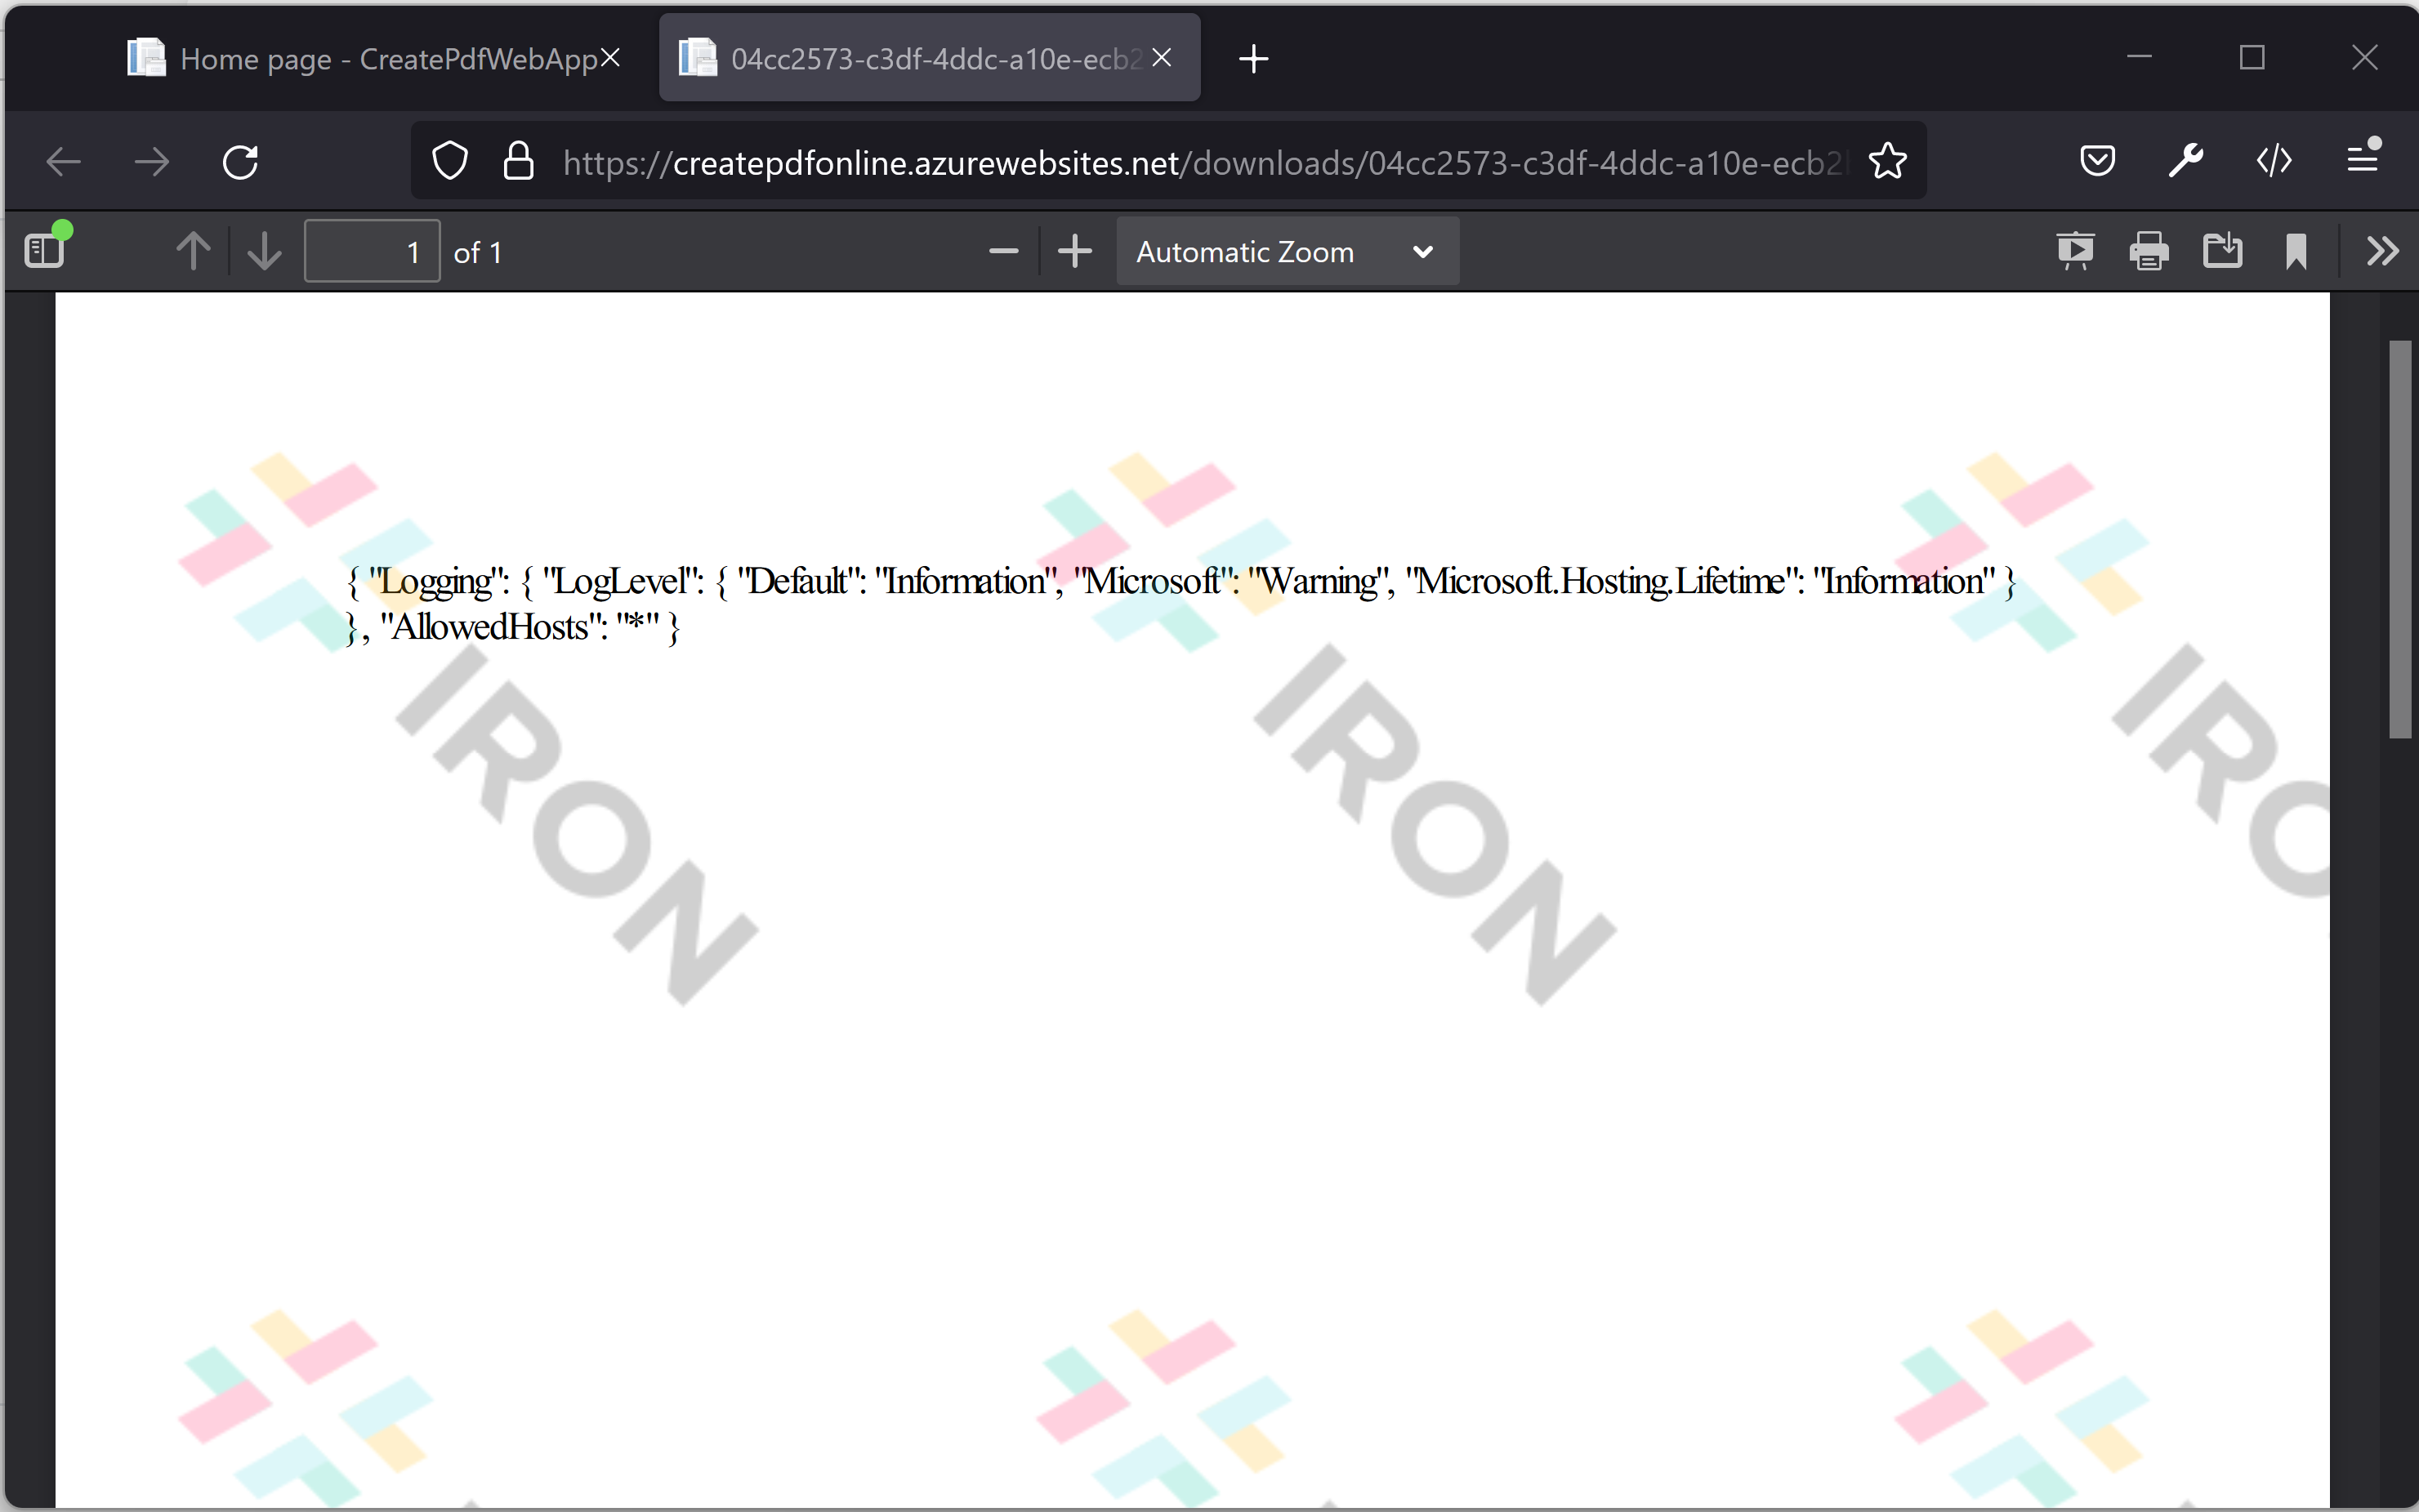 Home page - CreatePdfWebApp
04cc2573-c3df-4ddc-a10e-ecb2
https://createpdfonline.azurewebsites.net/downloads/04cc2573-c3df-4ddc-a10e-ecb2
1 of 1
Automatic Zoom
{ "Logging": { "LogLevel": { "Default": "Information", "Microsoft": "Warning", "Microsoft.Hosting.Lifetime": "Information" }
}, "AllowedHosts": "*" }
IRON
IRON
IRO